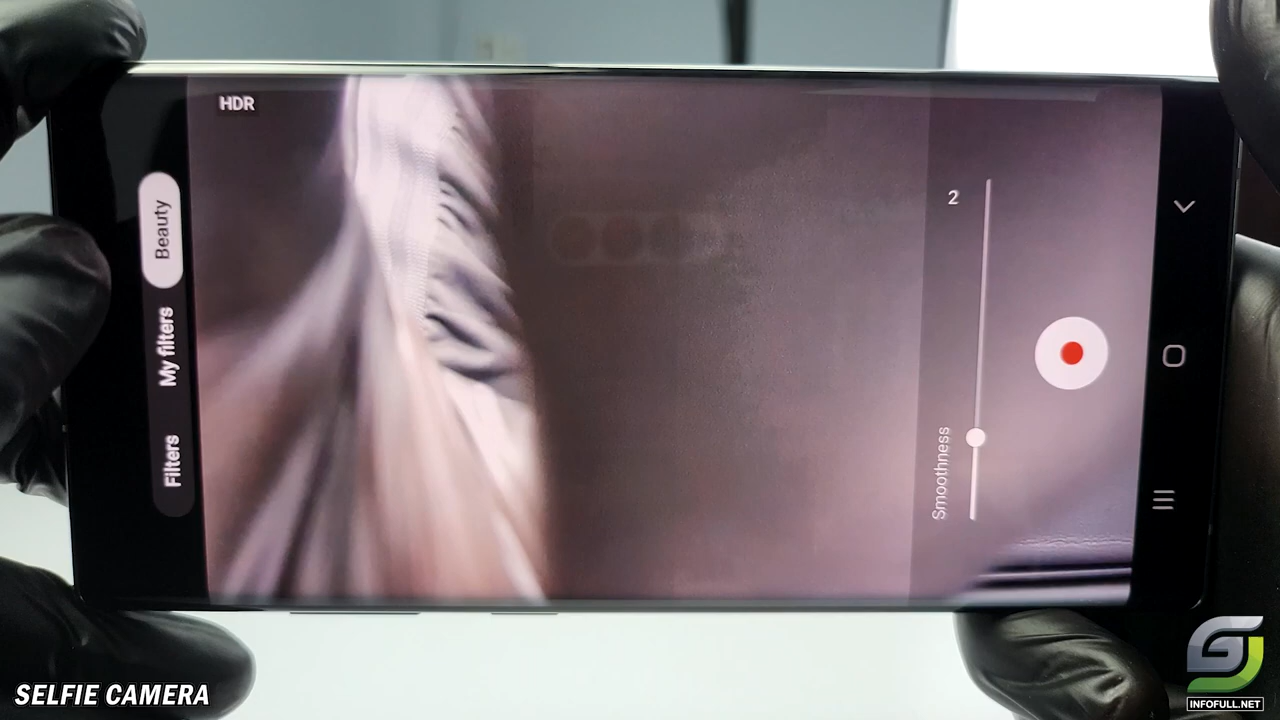 HDR
Beauty
My filters
Filters
2
Smoothness
SELFIE CAMERA
INFOFULL.NET